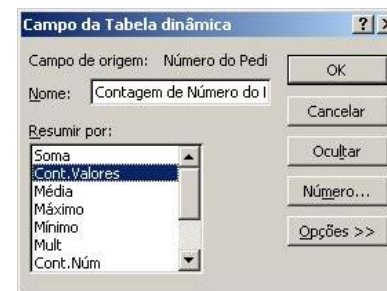 Campo da Tabela dinâmica
Campo de origem: Número do Pedi
Nome: Contagem de Número do I
Resumir por:
Soma
Cont.Valores
Média
Máximo
Mínimo
Mult
Cont.Núm
OK
Cancelar
Ocultar
Número...
Opções >>